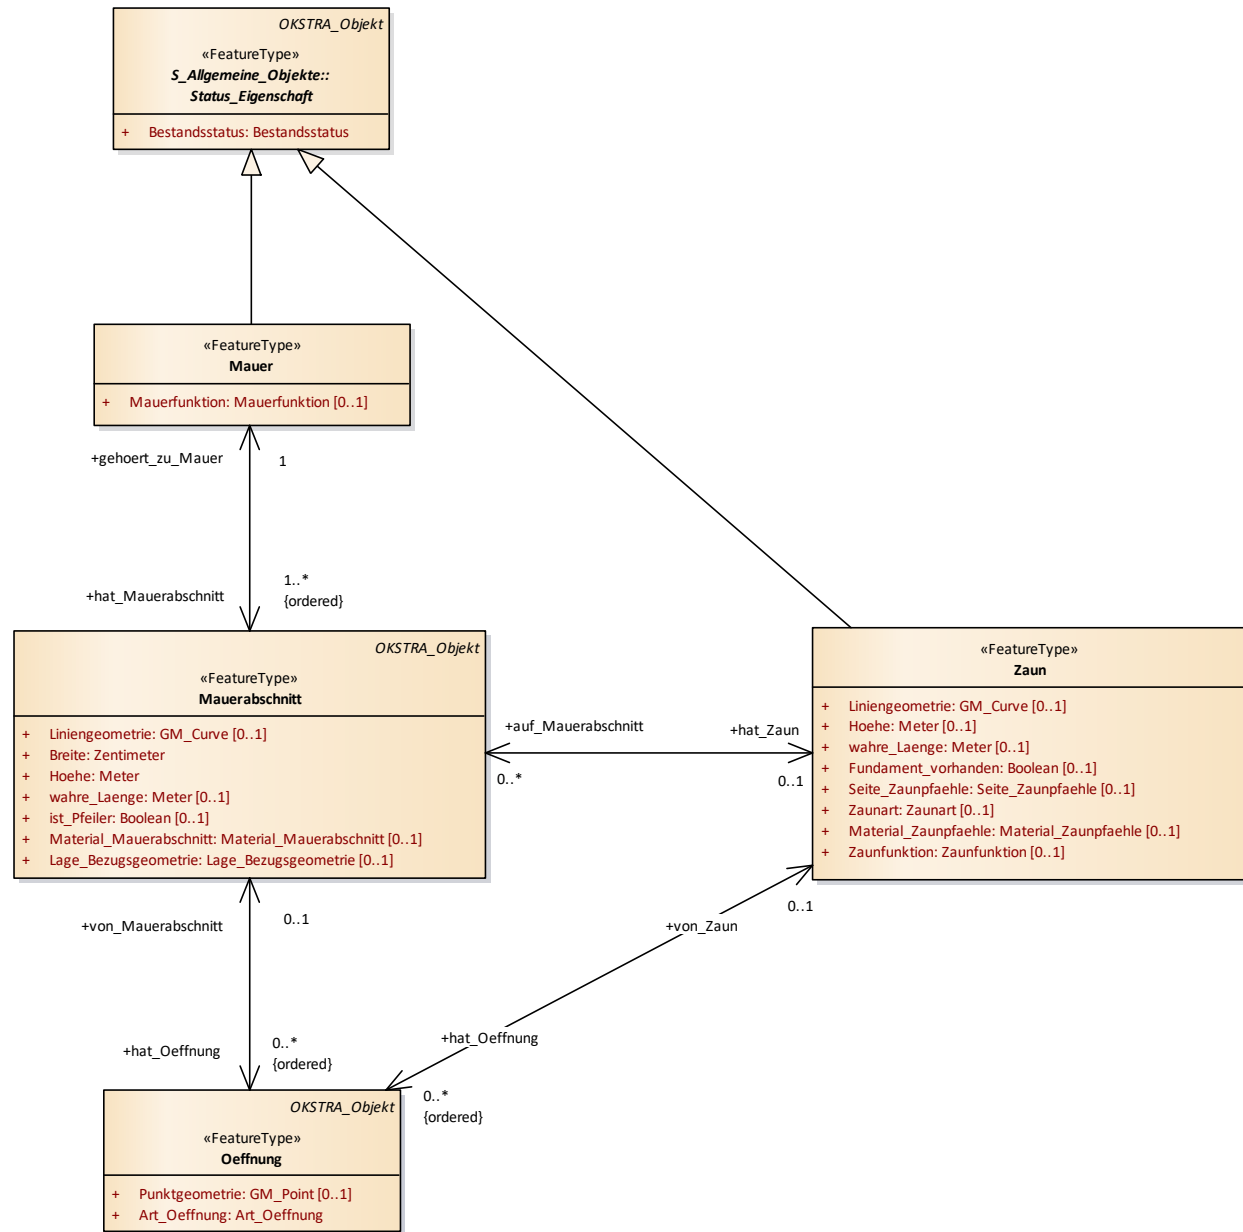 OKSTRA_Objekt
«FeatureType»
S_Allgemeine_Objekte::
Status_Eigenschaft
+ Bestandsstatus: Bestandsstatus
«FeatureType»
Mauer
+ Mauerfunktion: Mauerfunktion [0..1]
+gehoert_zu_Mauer
1
+hat_Mauerabschnitt
1..*
{ordered}
OKSTRA_Objekt
«FeatureType»
Mauerabschnitt
+ Liniengeometrie: GM_Curve [0..1]
+ Breite: Zentimeter
+ Hoehe: Meter
+ wahre_Laenge: Meter [0..1]
+ ist_Pfeiler: Boolean [0..1]
+ Material_Mauerabschnitt: Material_Mauerabschnitt [0..1]
+ Lage_Bezugsgeometrie: Lage_Bezugsgeometrie [0..1]
+auf_Mauerabschnitt
0..*
+hat_Zaun
0..1
«FeatureType»
Zaun
+ Liniengeometrie: GM_Curve [0..1]
+ Hoehe: Meter [0..1]
+ wahre_Laenge: Meter [0..1]
+ Fundament_vorhanden: Boolean [0..1]
+ Seite_Zaunpfaehle: Seite_Zaunpfaehle [0..1]
+ Zaunart: Zaunart [0..1]
+ Material_Zaunpfaehle: Material_Zaunpfaehle [0..1]
+ Zaunfunktion: Zaunfunktion [0..1]
+von_Mauerabschnitt
0..1
+von_Zaun
0..1
+hat_Oeffnung
0..*
{ordered}
+hat_Oeffnung
0..*
{ordered}
OKSTRA_Objekt
«FeatureType»
Oeffnung
+ Punktgeometrie: GM_Point [0..1]
+ Art_Oeffnung: Art_Oeffnung